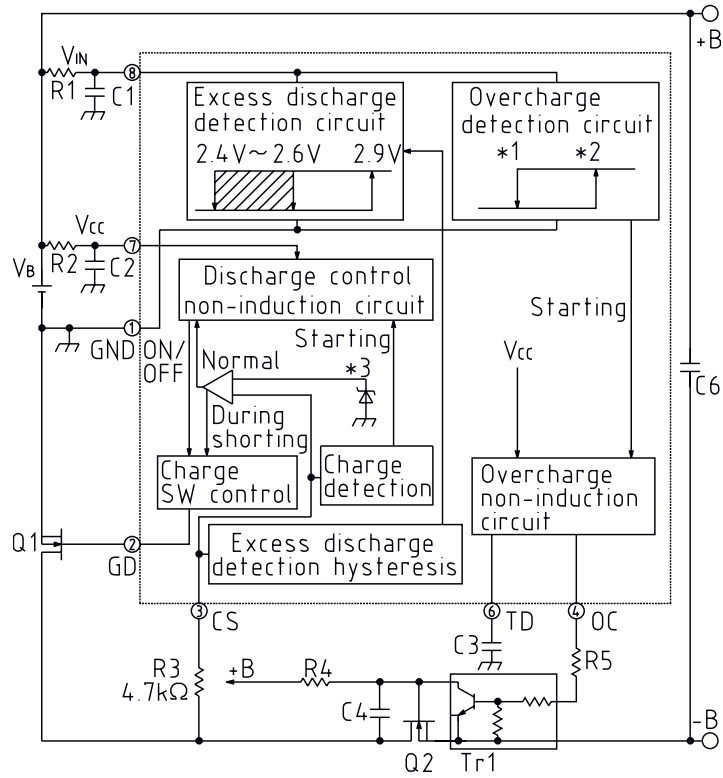 +B
VIN
8
R1
C1
Excess discharge
detection circuit
2.4V～2.6V 2.9V
Overcharge
detection circuit
*1 *2
Vcc
7
R2
C2
VB
Discharge control
non-induction circuit
Starting
1
GND
ON/
OFF
Starting
Normal
*3
Vcc
C6
During
shorting
Charge
SW control
Charge
detection
Overcharge
non-induction
circuit
Q1
2
GD
Excess discharge
detection hysteresis
3
CS
6
TD
4
OC
C3
R5
R3
4.7kΩ
+B
R4
C4
Q2
Tr1
-B